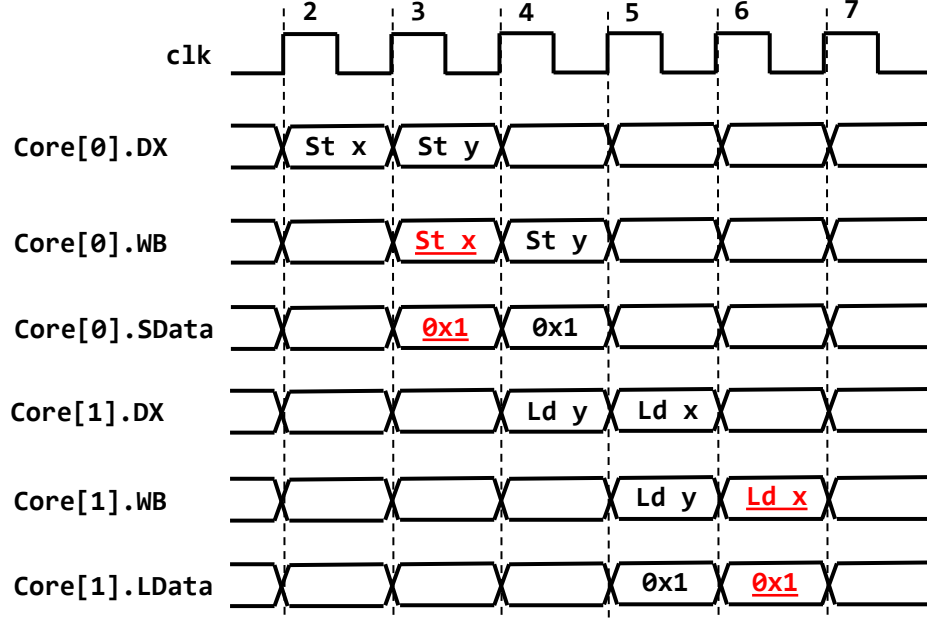 2 3 4 5 6 7
clk
Core[0].DX St x St y
Core[0].WB St x St y
Core[0].SData 0x1 0x1
Core[1].DX Ld y Ld x
Core[1].WB Ld y Ld x
Core[1].LData 0x1 0x1